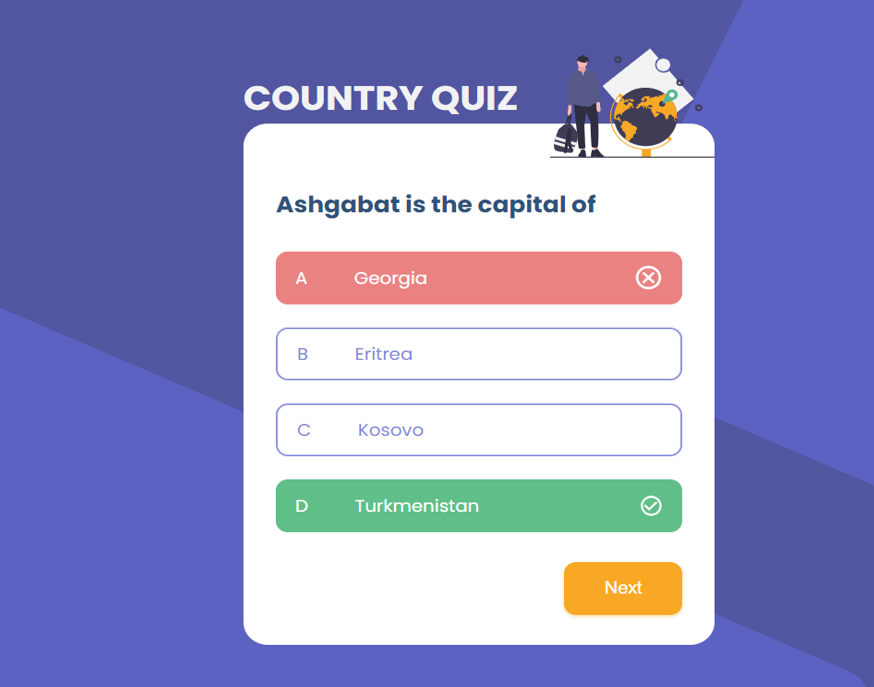 COUNTRY QUIZ
Ashgabat is the capital of
A Georgia
B Eritrea
C Kosovo
D Turkmenistan
Next